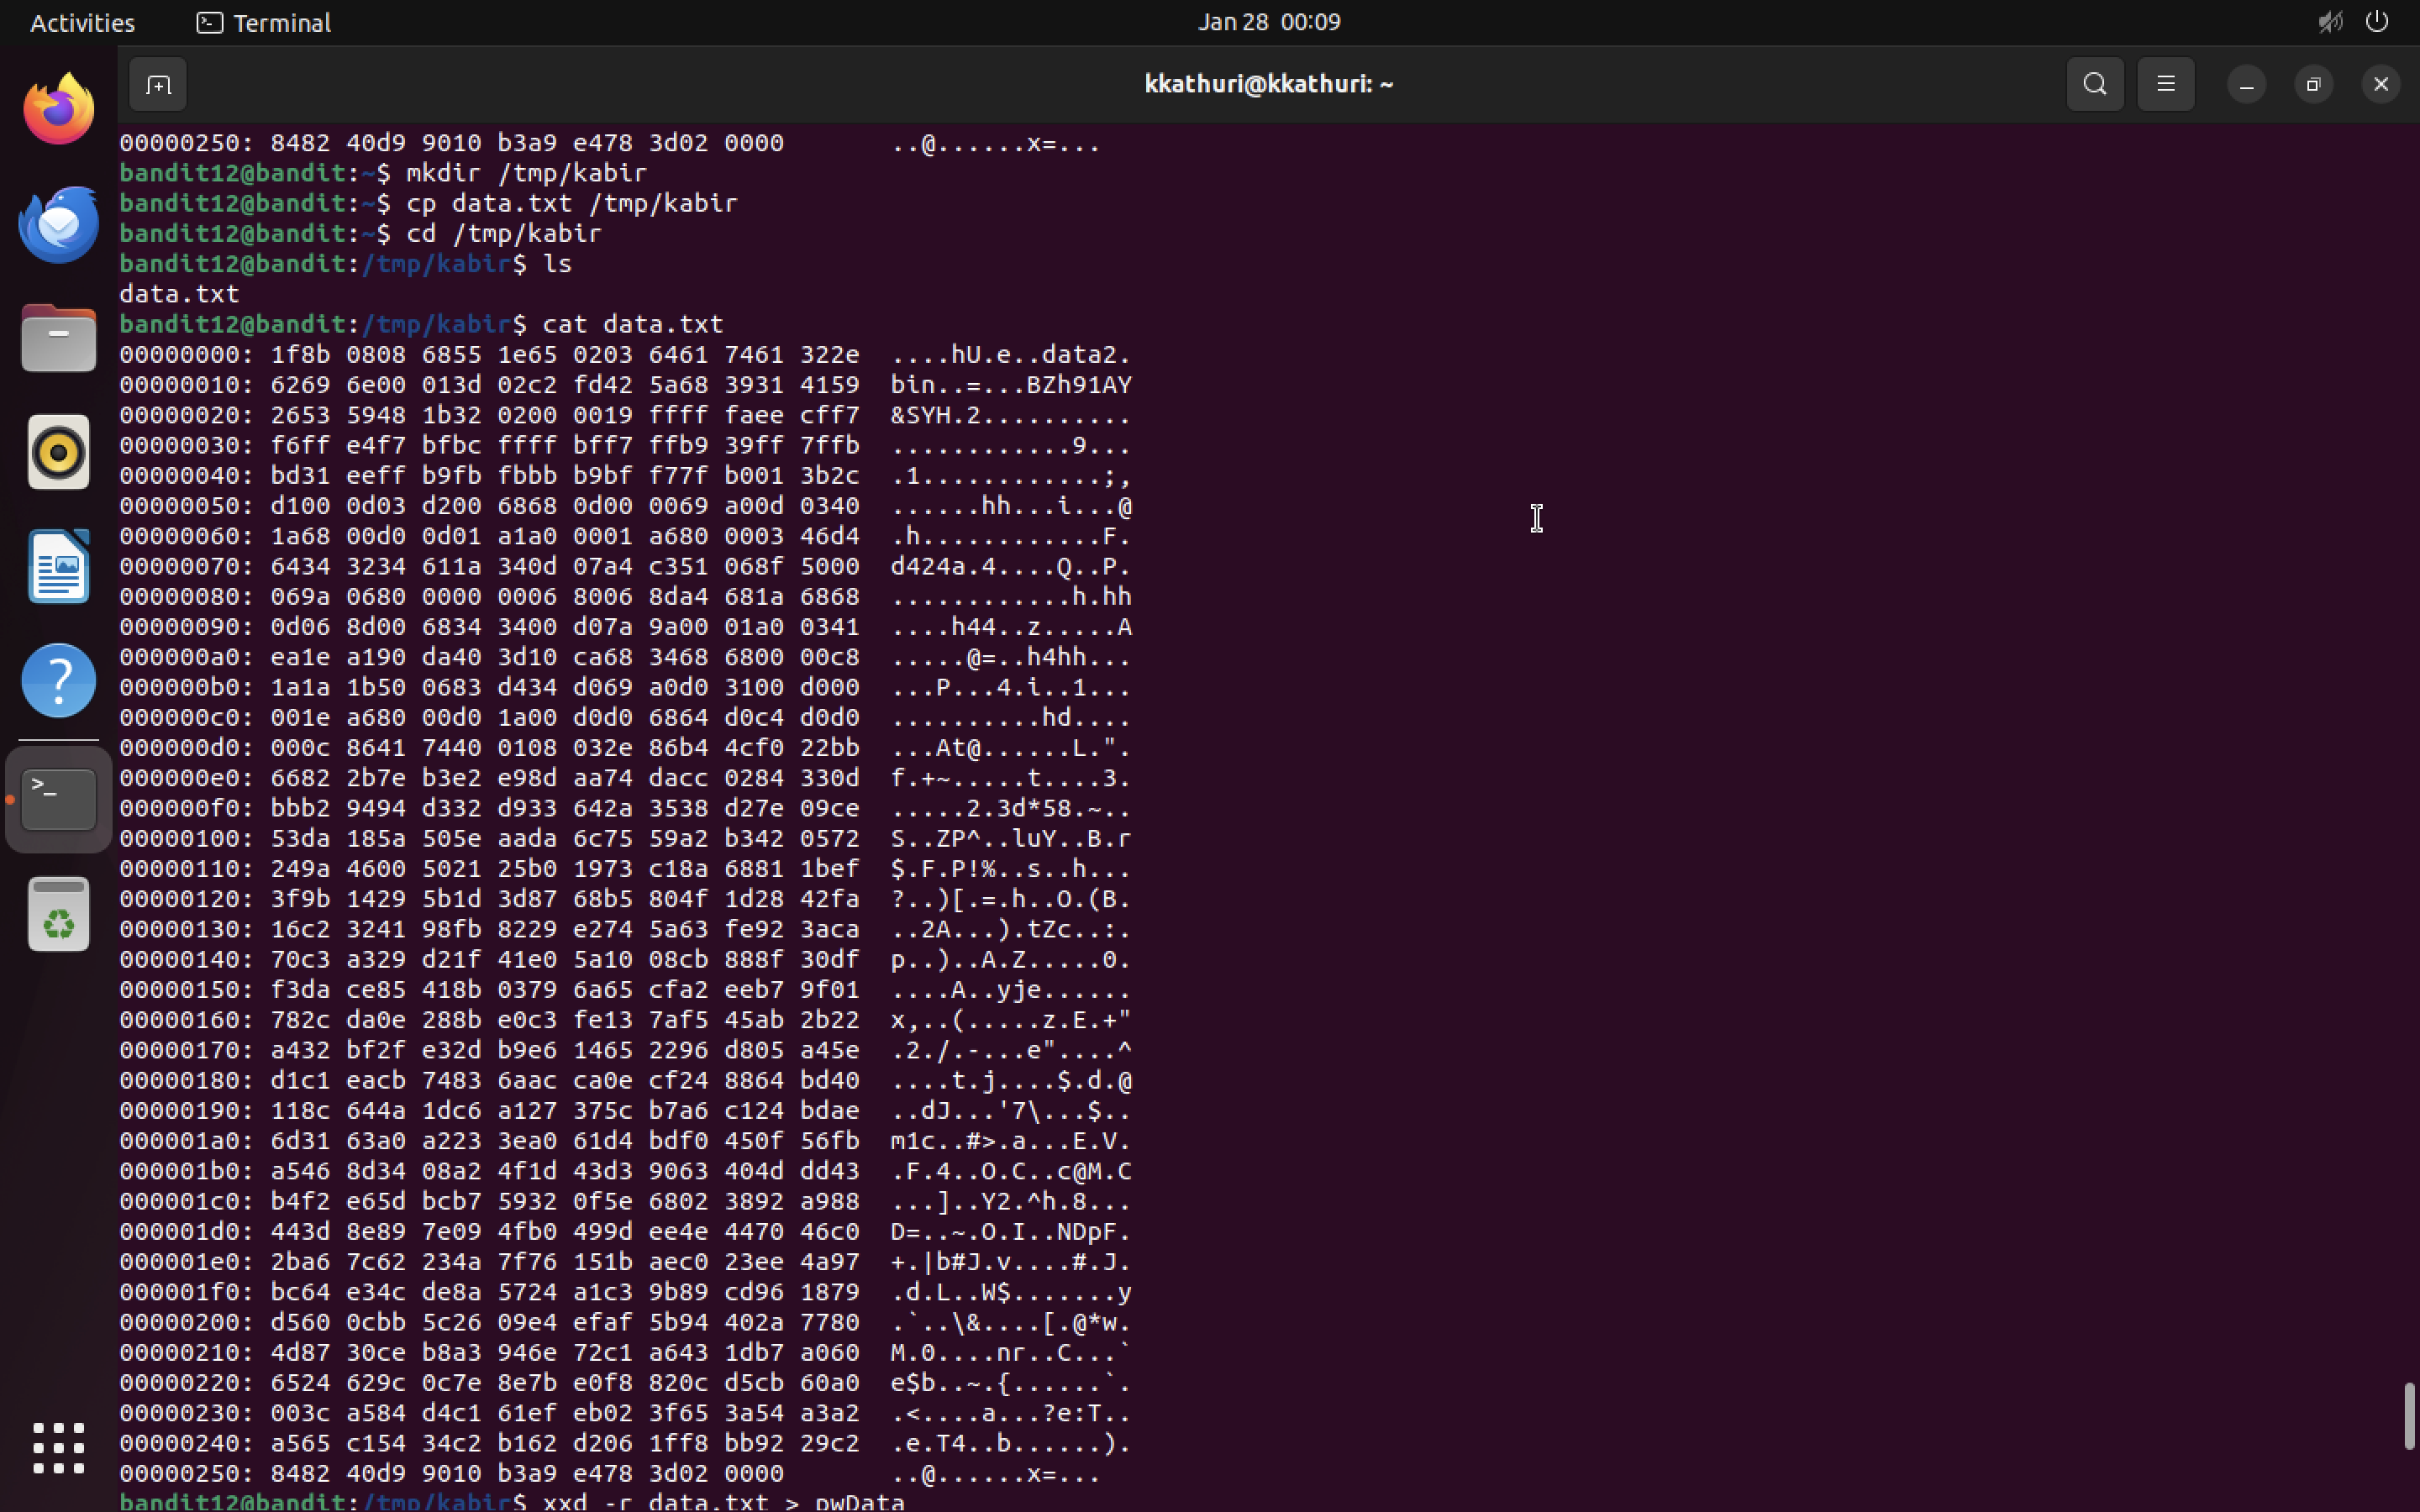 Activities Terminal Jan 28 00:09
kkathuri@kkathuri: ~
00000250: 8482 40d9 9010 b3a9 e478 3d02 0000       ..@......x=...
bandit12@bandit:~$ mkdir /tmp/kabir
bandit12@bandit:~$ cp data.txt /tmp/kabir
bandit12@bandit:~$ cd /tmp/kabir
bandit12@bandit:/tmp/kabir$ ls
data.txt
bandit12@bandit:/tmp/kabir$ cat data.txt
00000000: 1f8b 0808 6855 1e65 0203 6461 7461 322e  ....hU.e..data2.
00000010: 6269 6e00 013d 02c2 fd42 5a68 3931 4159  bin..=...BZh91AY
00000020: 2653 5948 1b32 0200 0019 ffff faee cff7  &SYH.2..........
00000030: f6ff e4f7 bfbc ffff bff7 ffb9 39ff 7ffb  ............9...
00000040: bd31 eeff b9fb fbbb b9bf f77f b001 3b2c  .1............;,
00000050: d100 0d03 d200 6868 0d00 0069 a00d 0340  ......hh...i...@
00000060: 1a68 00d0 0d01 a1a0 0001 a680 0003 46d4  .h............F.
00000070: 6434 3234 611a 340d 07a4 c351 068f 5000  d424a.4....Q..P.
00000080: 069a 0680 0000 0006 8006 8da4 681a 6868  ............h.hh
00000090: 0d06 8d00 6834 3400 d07a 9a00 01a0 0341  ....h44..z.....A
000000a0: ea1e a190 da40 3d10 ca68 3468 6800 00c8  .....@=..h4hh...
000000b0: 1a1a 1b50 0683 d434 d069 a0d0 3100 d000  ...P...4.i..1...
000000c0: 001e a680 00d0 1a00 d0d0 6864 d0c4 d0d0  ..........hd....
000000d0: 000c 8641 7440 0108 032e 86b4 4cf0 22bb  ...At@......L.".
000000e0: 6682 2b7e b3e2 e98d aa74 dacc 0284 330d  f.+~.....t....3.
000000f0: bbb2 9494 d332 d933 642a 3538 d27e 09ce  .....2.3d*58.~..
00000100: 53da 185a 505e aada 6c75 59a2 b342 0572  S..ZP^..luY..B.r
00000110: 249a 4600 5021 25b0 1973 c18a 6881 1bef  $.F.P!%..s..h...
00000120: 3f9b 1429 5b1d 3d87 68b5 804f 1d28 42fa  ?..)[.=.h..O.(B.
00000130: 16c2 3241 98fb 8229 e274 5a63 fe92 3aca  ..2A...).tZc..:.
00000140: 70c3 a329 d21f 41e0 5a10 08cb 888f 30df  p..)..A.Z.....0.
00000150: f3da ce85 418b 0379 6a65 cfa2 eeb7 9f01  ....A..yje......
00000160: 782c da0e 288b e0c3 fe13 7af5 45ab 2b22  x,..(.....z.E.+"
00000170: a432 bf2f e32d b9e6 1465 2296 d805 a45e  .2./.-...e"....^
00000180: d1c1 eacb 7483 6aac ca0e cf24 8864 bd40  ....t.j....$.d.@
00000190: 118c 644a 1dc6 a127 375c b7a6 c124 bdae  ..dJ...'7\...$..
000001a0: 6d31 63a0 a223 3ea0 61d4 bdf0 450f 56fb  m1c..#>.a...E.V.
000001b0: a546 8d34 08a2 4f1d 43d3 9063 404d dd43  .F.4..O.C..c@M.C
000001c0: b4f2 e65d bcb7 5932 0f5e 6802 3892 a988  ...]..Y2.^h.8...
000001d0: 443d 8e89 7e09 4fb0 499d ee4e 4470 46c0  D=..~.O.I..NDpF.
000001e0: 2ba6 7c62 234a 7f76 151b aec0 23ee 4a97  +.|b#J.v....#.J.
000001f0: bc64 e34c de8a 5724 a1c3 9b89 cd96 1879  .d.L..W$.......y
00000200: d560 0cbb 5c26 09e4 efaf 5b94 402a 7780  .`..\&....[.@*w.
00000210: 4d87 30ce b8a3 946e 72c1 a643 1db7 a060  M.0....nr..C...`
00000220: 6524 629c 0c7e 8e7b e0f8 820c d5cb 60a0  e$b..~.{......`.
00000230: 003c a584 d4c1 61ef eb02 3f65 3a54 a3a2  .<....a...?e:T..
00000240: a565 c154 34c2 b162 d206 1ff8 bb92 29c2  .e.T4..b......).
00000250: 8482 40d9 9010 b3a9 e478 3d02 0000       ..@......x=...
bandit12@bandit:/tmp/kabir$ xxd -r data.txt > pwData